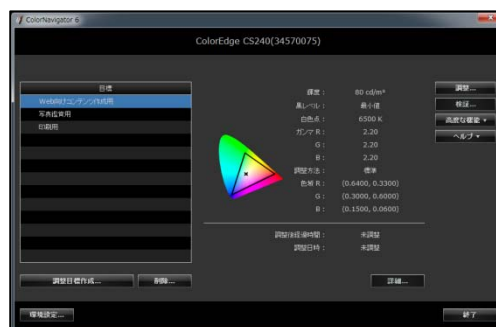 ColorNavigator 6
ColorEdge CS240(34570075)
目標
Web向けコンテンツ作成用
写真鑑賞用
印刷用
輝度： 80 cd/m²
黒レベル： 最小値
白色点： 6500 K
ガンマ R： 2.20
G： 2.20
B： 2.20
調整方法： 標準
色域 R： (0.6400, 0.3300)
G： (0.3000, 0.6000)
B： (0.1500, 0.0600)
調整後経過時間： 未調整
調整日時： 未調整
調整...
検証...
高度な機能 ▾
ヘルプ ▾
調整目標作成...
削除...
詳細...
環境設定...
終了